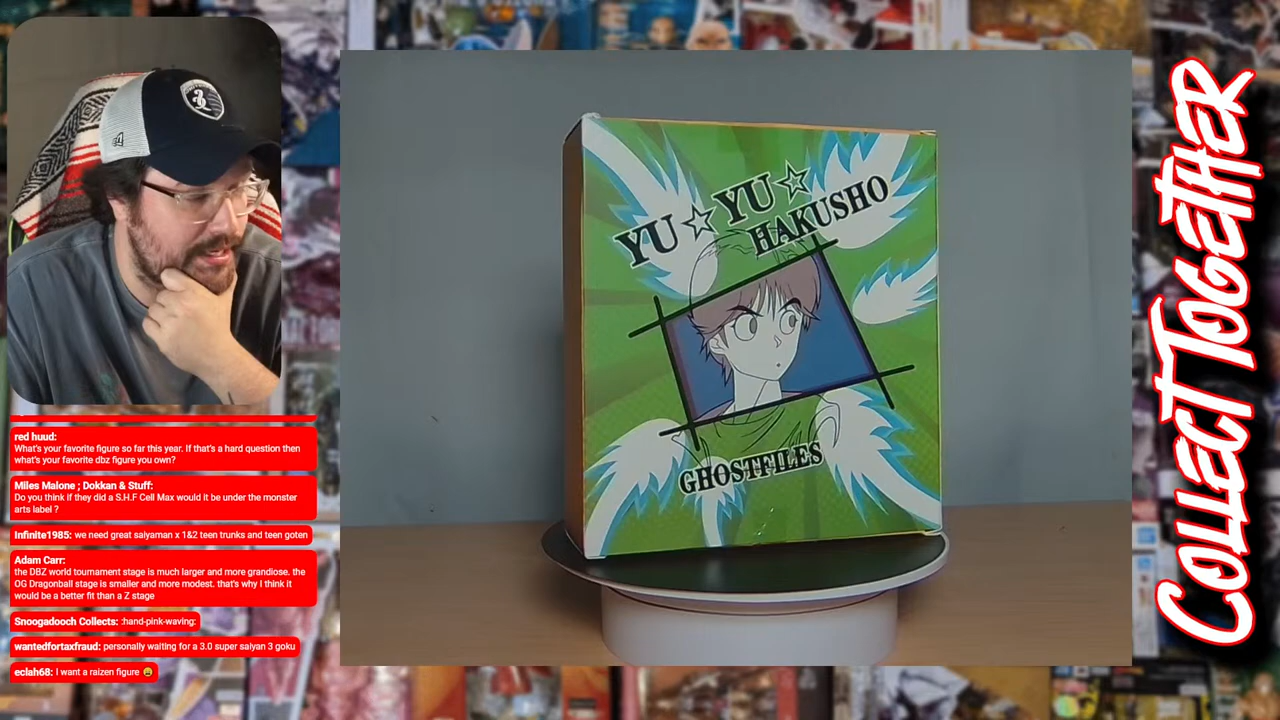 red huud:
What's your favorite figure so far this year. If that's a hard question then
what's your favorite dbz figure you own?
Miles Malone ; Dokkan & Stuff:
Do you think if they did a S.H.F Cell Max would it be under the monster
arts label ?
Infinite1985: we need great saiyaman x 1&2 teen trunks and teen goten
Adam Carr:
the DBZ world tournament stage is much larger and more grandiose. the
OG Dragonball stage is smaller and more modest. that's why I think it
would be a better fit than a Z stage
Snoogadooch Collects: :hand-pink-waving:
wantedfortaxfraud: personally waiting for a 3.0 super saiyan 3 goku
eclah68: I want a raizen figure 😩
YU☆YU☆
HAKUSHO
GHOSTFILES
COLLECT TOGETHER